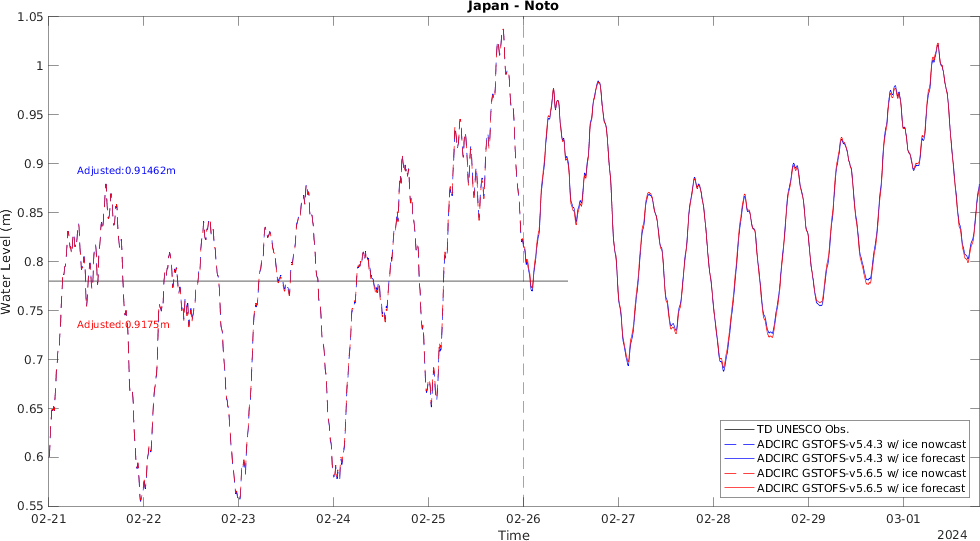 Japan - Noto
1.05
1
0.95
0.9
0.85
0.8
0.75
0.7
0.65
0.6
0.55
Water Level (m)
Adjusted:0.91462m
Adjusted:0.9175m
TD UNESCO Obs.
ADCIRC GSTOFS-v5.4.3 w/ ice nowcast
ADCIRC GSTOFS-v5.4.3 w/ ice forecast
ADCIRC GSTOFS-v5.6.5 w/ ice nowcast
ADCIRC GSTOFS-v5.6.5 w/ ice forecast
02-21 02-22 02-23 02-24 02-25 02-26 02-27 02-28 02-29 03-01
Time
2024